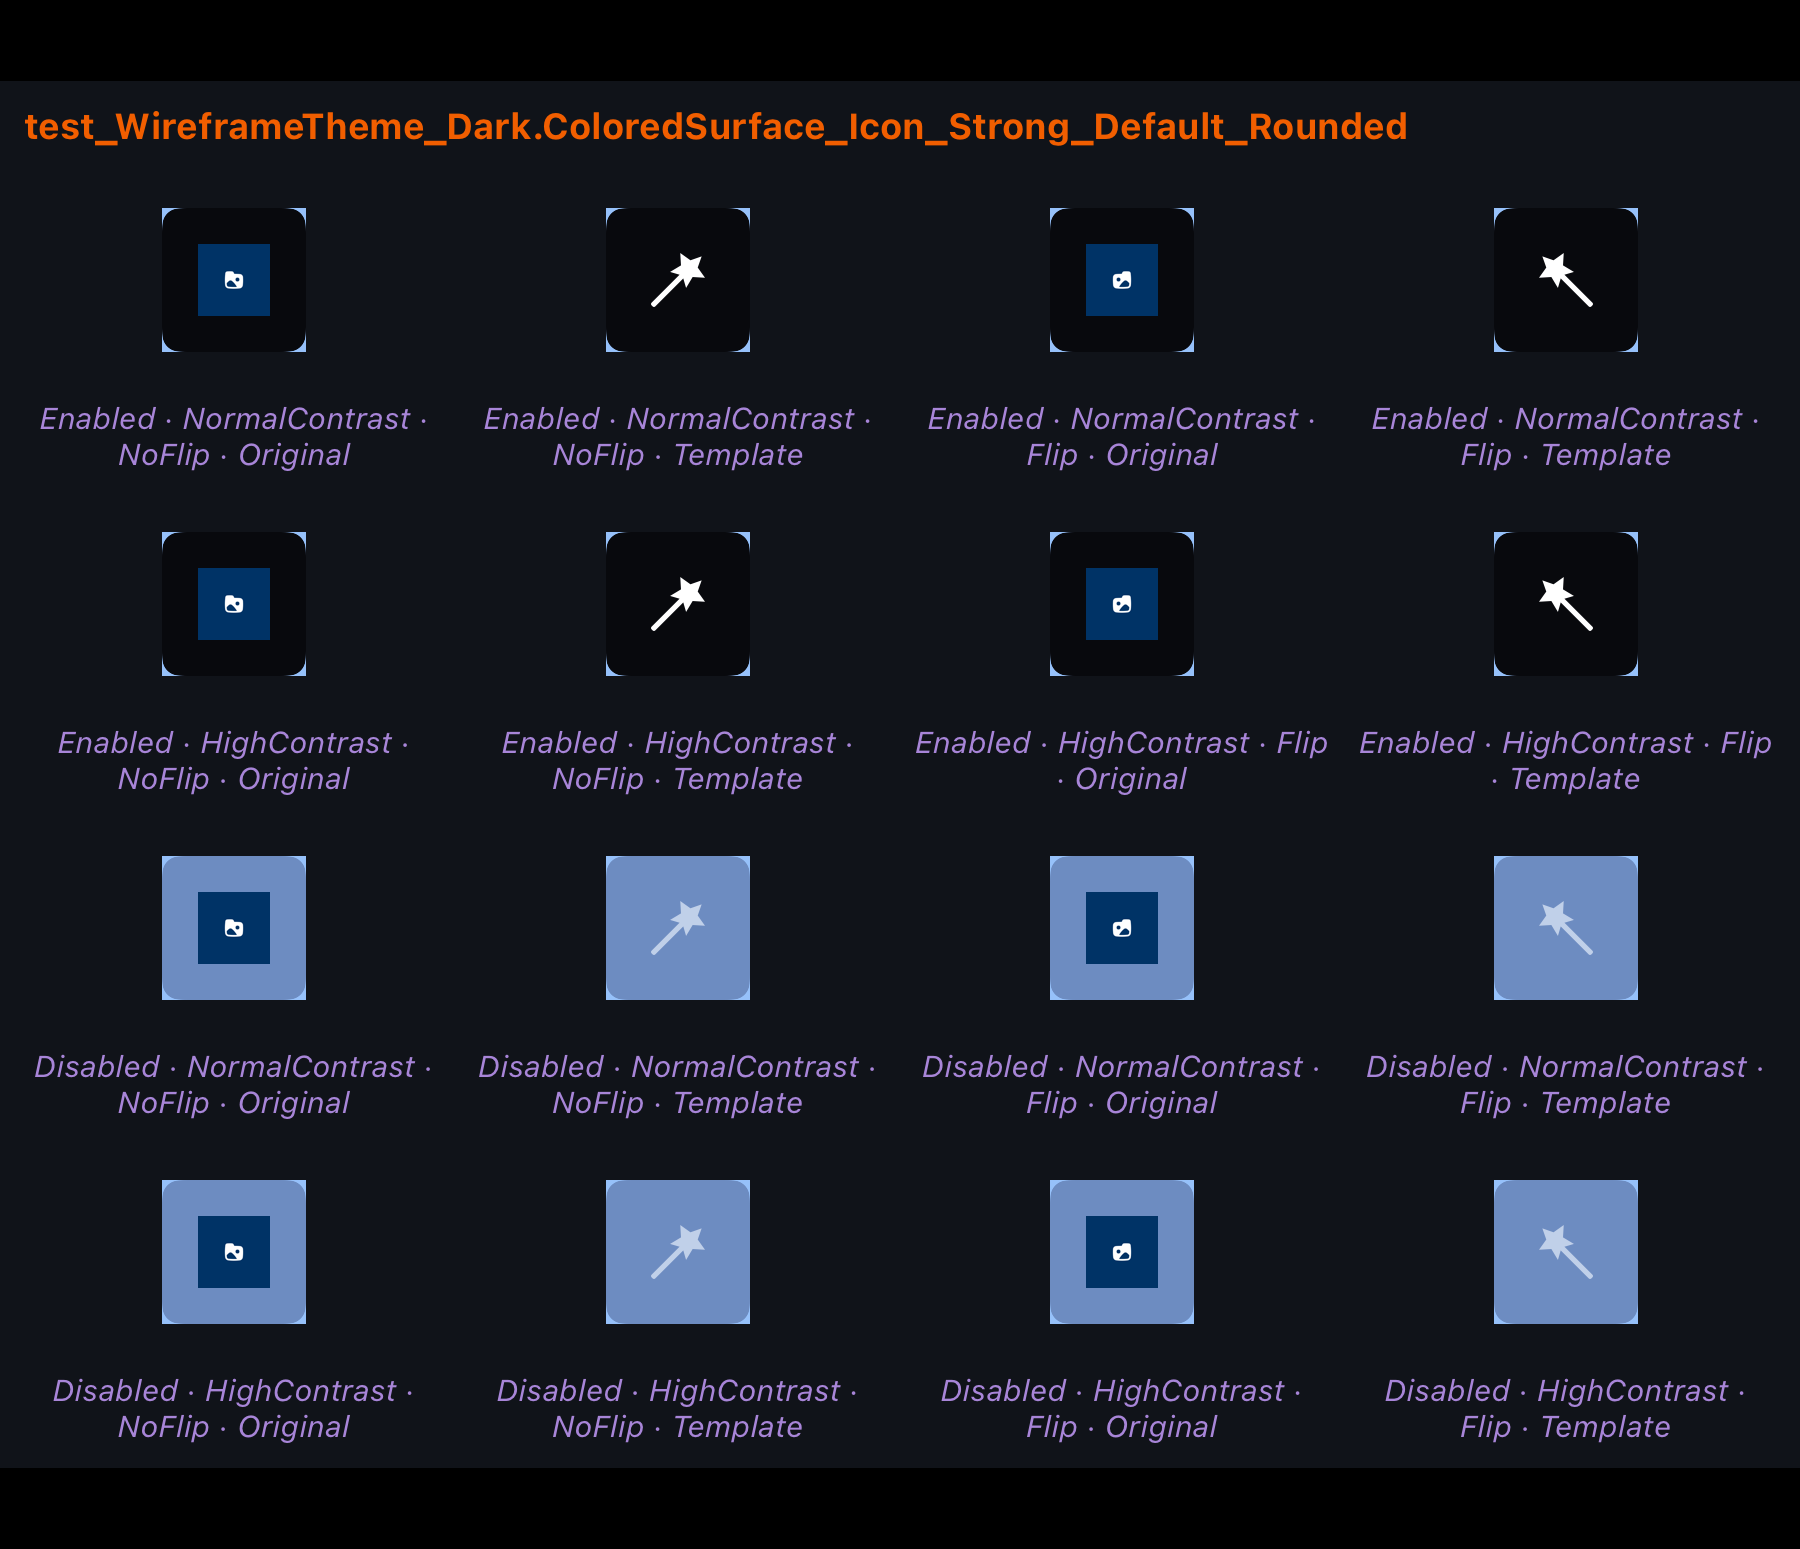 test_WireframeTheme_Dark.ColoredSurface_Icon_Strong_Default_Rounded
Enabled · NormalContrast ·
NoFlip · Original
Enabled · NormalContrast ·
NoFlip · Template
Enabled · NormalContrast ·
Flip · Original
Enabled · NormalContrast ·
Flip · Template
Enabled · HighContrast ·
NoFlip · Original
Enabled · HighContrast ·
NoFlip · Template
Enabled · HighContrast · Flip
· Original
Enabled · HighContrast · Flip
· Template
Disabled · NormalContrast ·
NoFlip · Original
Disabled · NormalContrast ·
NoFlip · Template
Disabled · NormalContrast ·
Flip · Original
Disabled · NormalContrast ·
Flip · Template
Disabled · HighContrast ·
NoFlip · Original
Disabled · HighContrast ·
NoFlip · Template
Disabled · HighContrast ·
Flip · Original
Disabled · HighContrast ·
Flip · Template